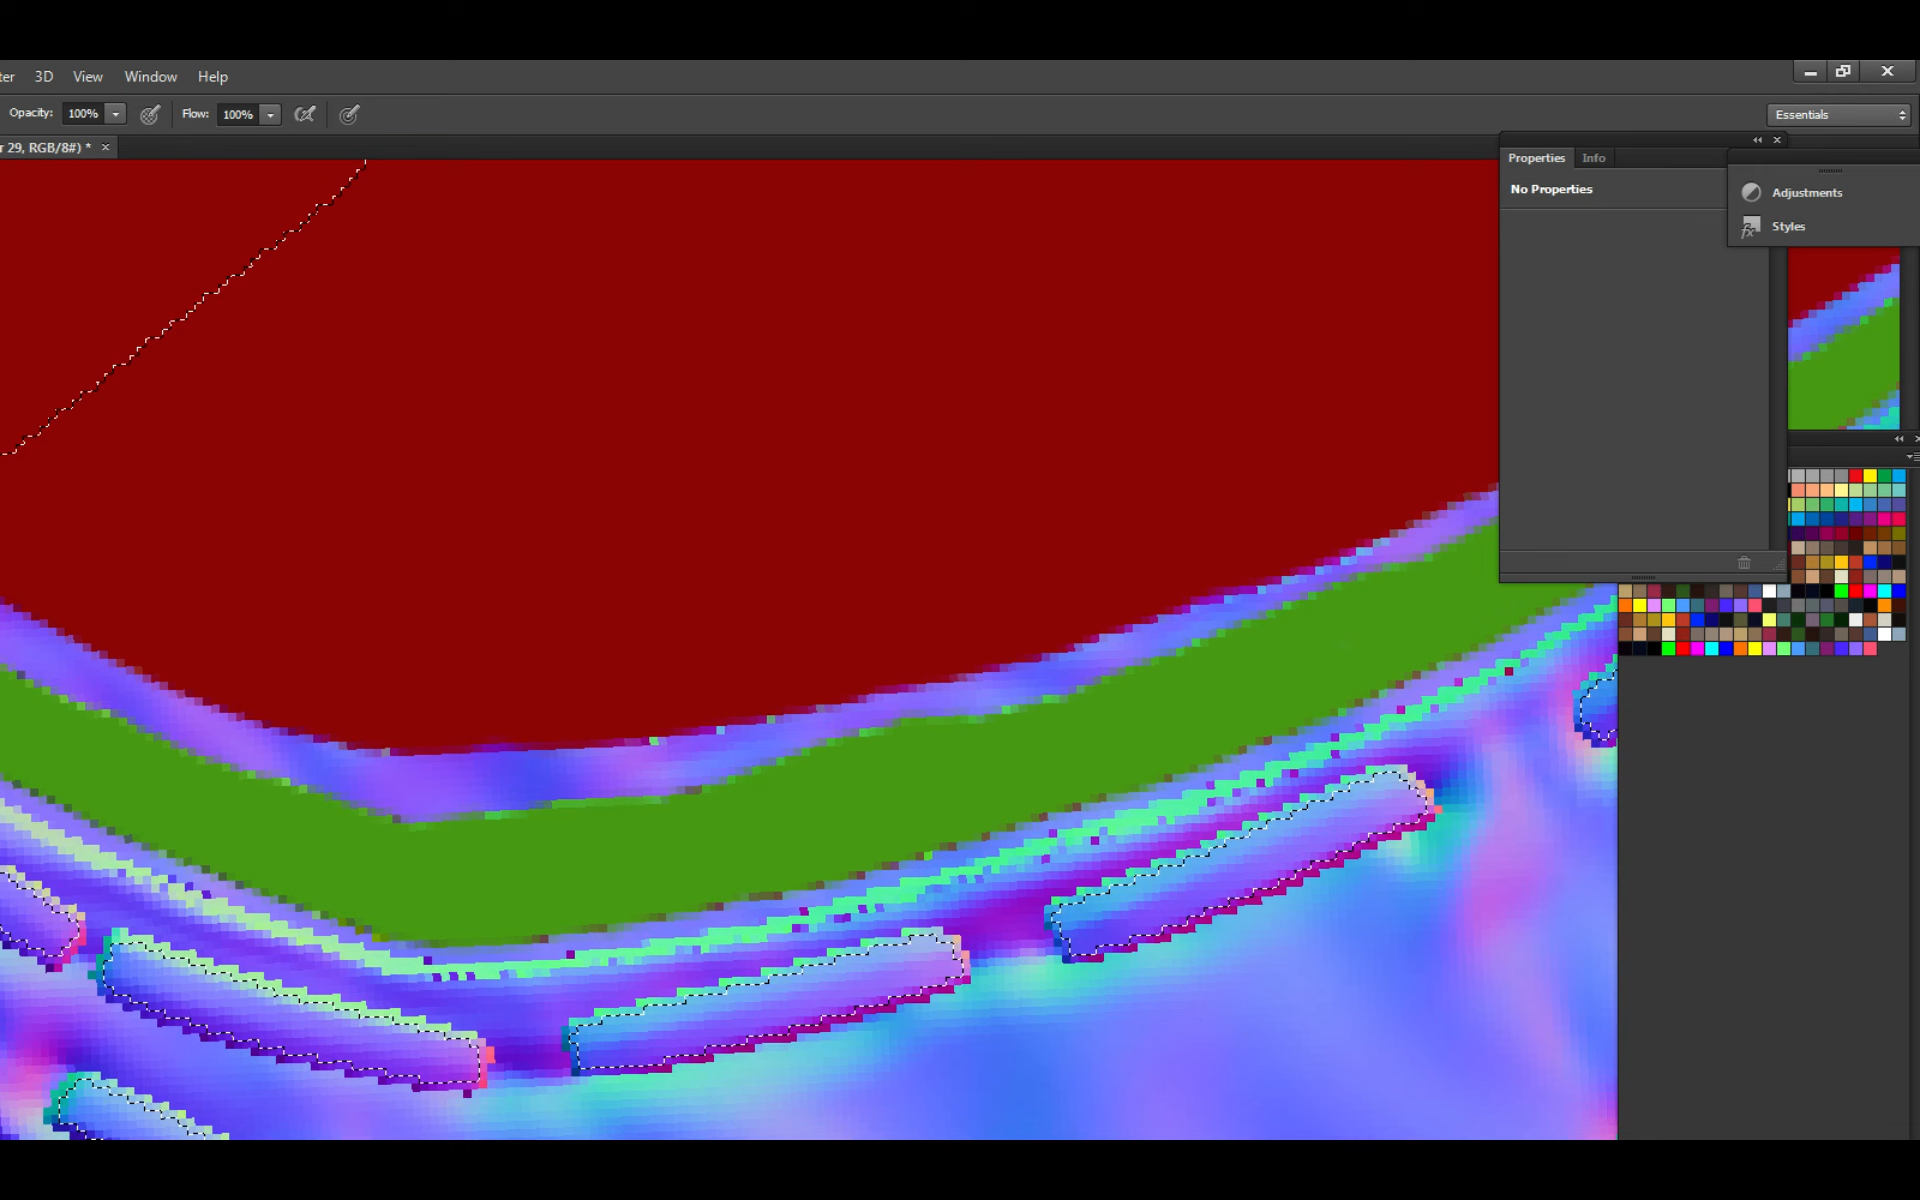 ter 3D View Window Help
Opacity: 100% Flow: 100% Essentials
r 29, RGB/8#) * ×
Properties Info
No Properties
Adjustments
Styles